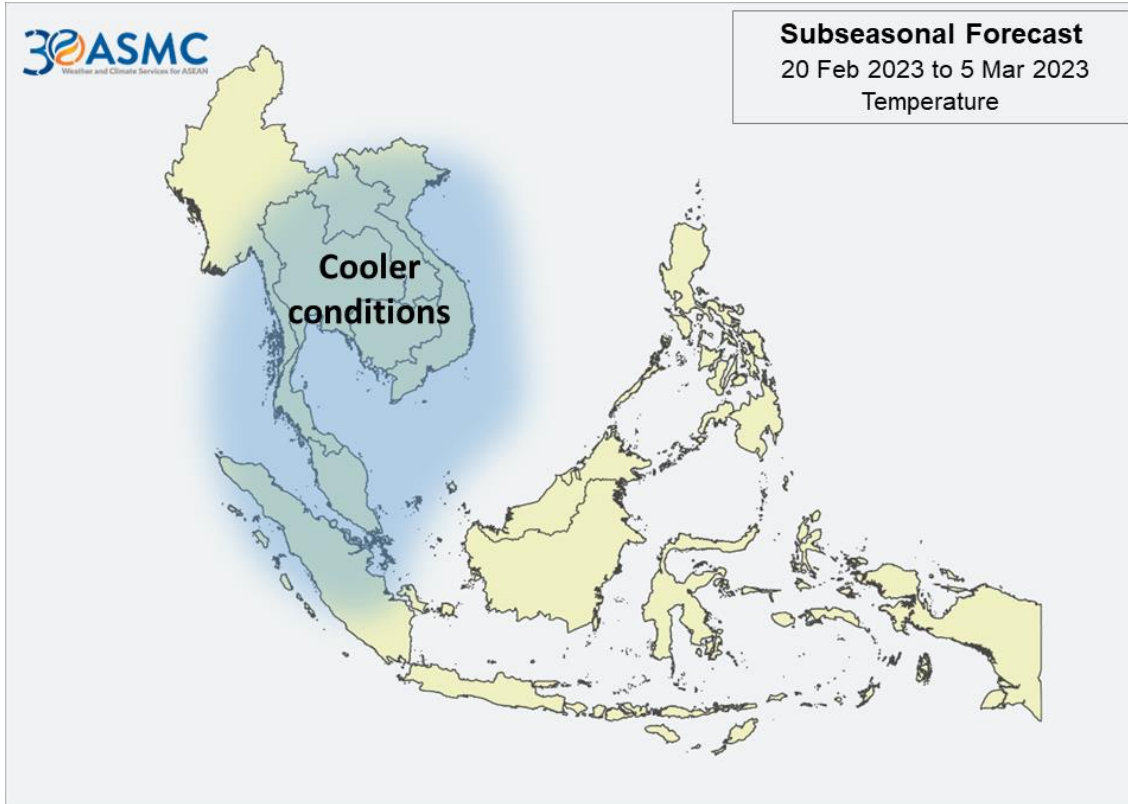 30 ASMC
Weather and Climate Services for ASEAN
Subseasonal Forecast
20 Feb 2023 to 5 Mar 2023
Temperature
Cooler
conditions